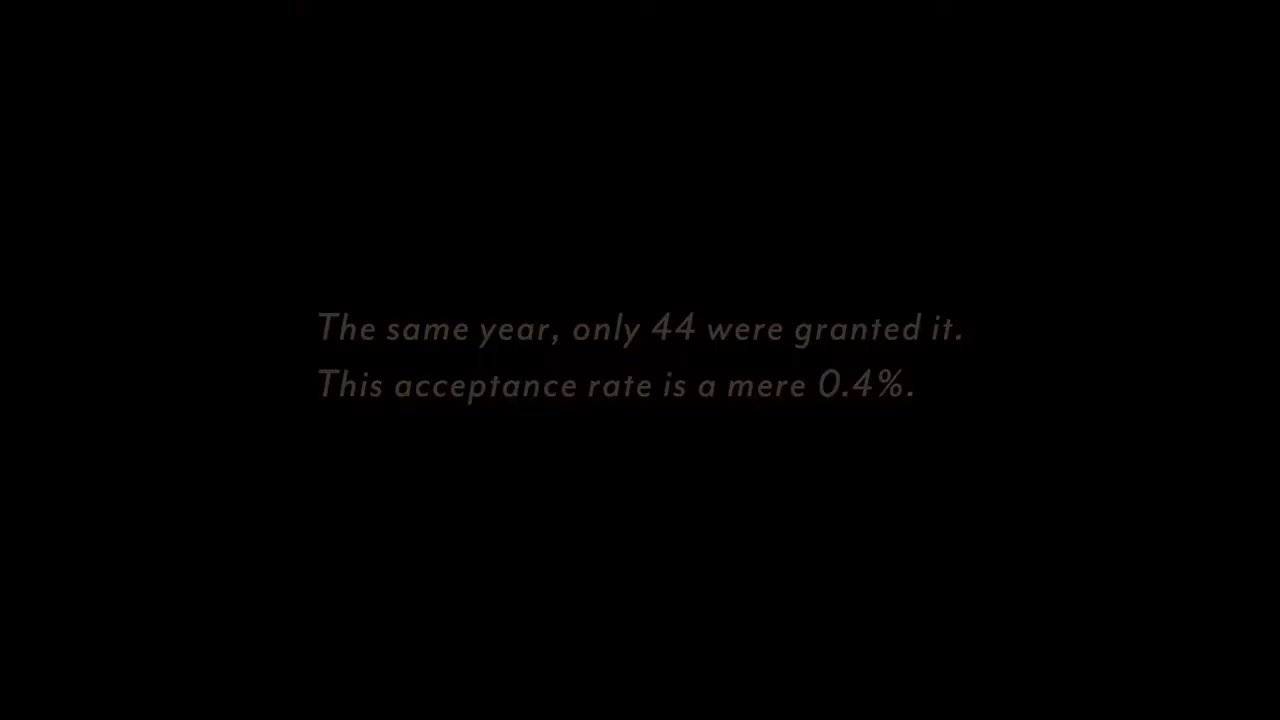 The same year, only 44 were granted it.
This acceptance rate is a mere 0.4%.